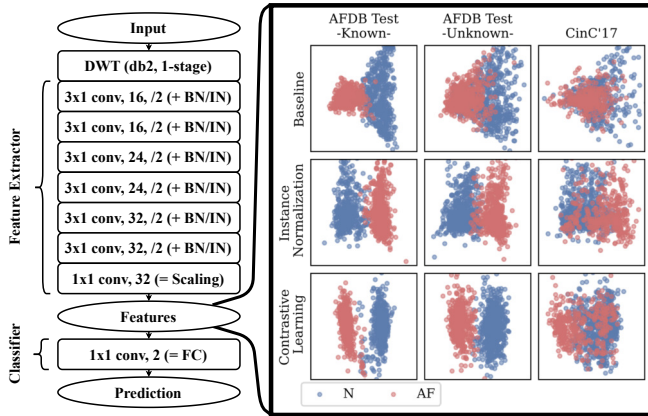 Input
DWT (db2, 1-stage)
3x1 conv, 16, /2 (+ BN/IN)
3x1 conv, 16, /2 (+ BN/IN)
3x1 conv, 24, /2 (+ BN/IN)
3x1 conv, 24, /2 (+ BN/IN)
3x1 conv, 32, /2 (+ BN/IN)
3x1 conv, 32, /2 (+ BN/IN)
1x1 conv, 32 (= Scaling)
Features
1x1 conv, 2 (= FC)
Prediction
Feature Extractor
Classifier
AFDB Test
-Known-
AFDB Test
-Unknown-
CinC'17
Baseline
Instance
Normalization
Contrastive
Learning
N
AF